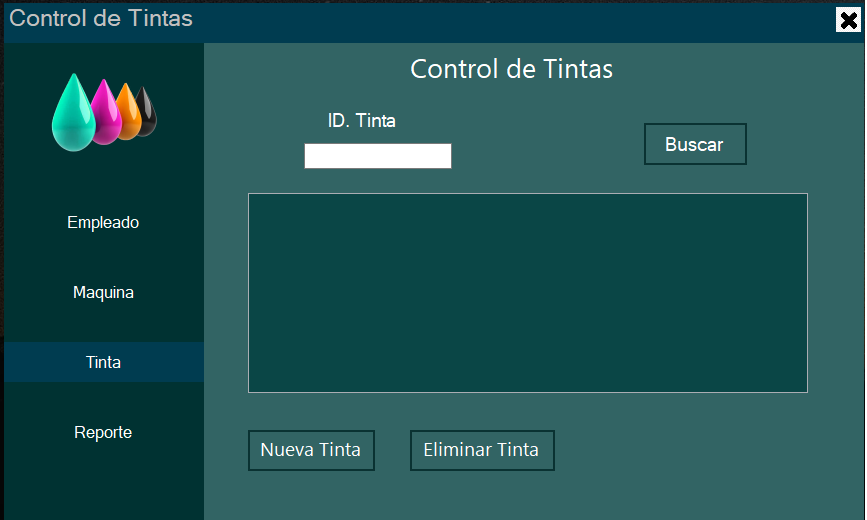 Control de Tintas
Control de Tintas
ID. Tinta
Buscar
Empleado
Maquina
Tinta
Reporte
Nueva Tinta
Eliminar Tinta